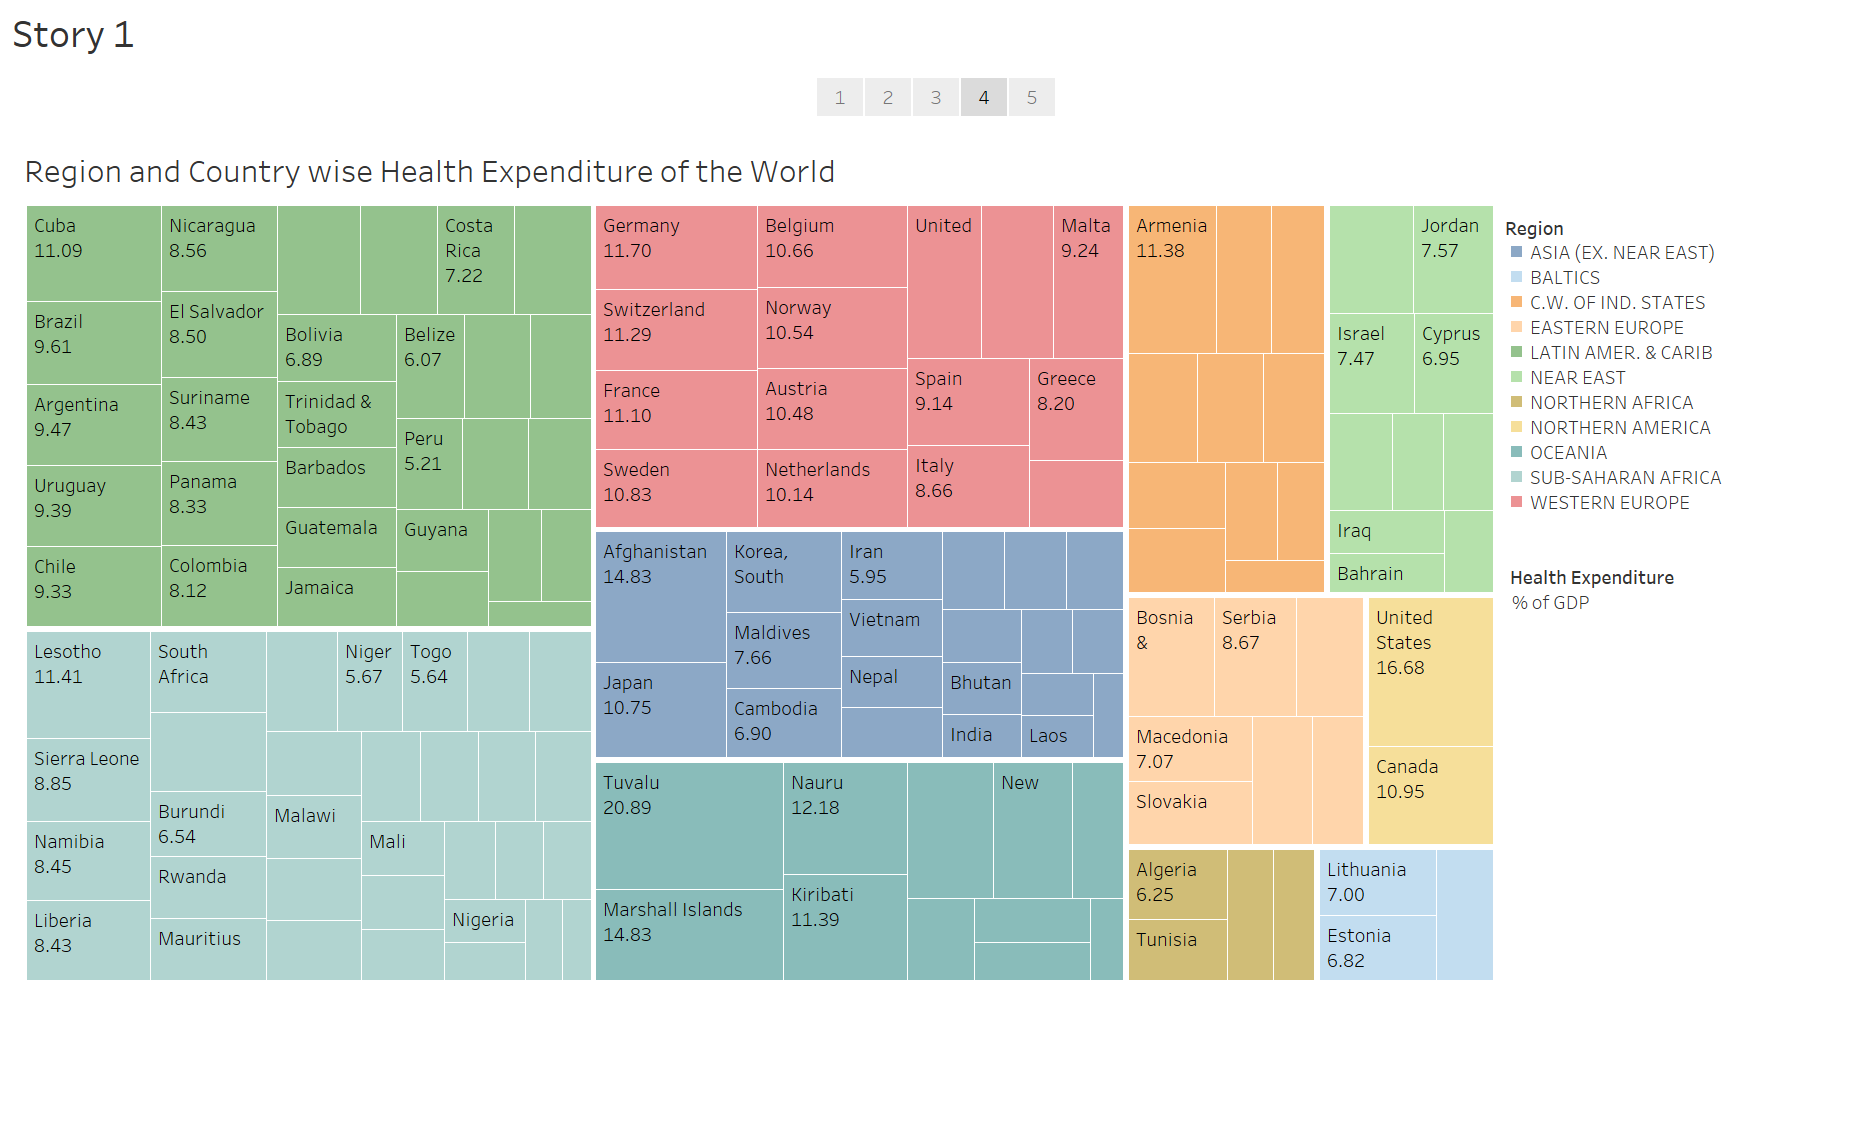 Story 1
1
2
3
4
5
Region and Country wise Health Expenditure of the World
Cuba
11.09
Brazil
9.61
Argentina
9.47
Uruguay
9.39
Chile
9.33
Nicaragua
8.56
El Salvador
8.50
Suriname
8.43
Panama
8.33
Colombia
8.12
Costa
Rica
7.22
Bolivia
6.89
Trinidad &
Tobago
Barbados
Guatemala
Jamaica
Belize
6.07
Peru
5.21
Guyana
Lesotho
11.41
Sierra Leone
8.85
Namibia
8.45
Liberia
8.43
South
Africa
Burundi
6.54
Rwanda
Mauritius
Malawi
Niger
5.67
Togo
5.64
Mali
Nigeria
Germany
11.70
Switzerland
11.29
France
11.10
Sweden
10.83
Belgium
10.66
Norway
10.54
Austria
10.48
Netherlands
10.14
United
Malta
9.24
Spain
9.14
Italy
8.66
Greece
8.20
Afghanistan
14.83
Japan
10.75
Korea,
South
Maldives
7.66
Cambodia
6.90
Iran
5.95
Vietnam
Nepal
Bhutan
India
Laos
Tuvalu
20.89
Marshall Islands
14.83
Nauru
12.18
Kiribati
11.39
New
Armenia
11.38
Jordan
7.57
Israel
7.47
Cyprus
6.95
Iraq
Bahrain
Bosnia
&
Serbia
8.67
Macedonia
7.07
Slovakia
United
States
16.68
Canada
10.95
Algeria
6.25
Tunisia
Lithuania
7.00
Estonia
6.82
Region
ASIA (EX. NEAR EAST)
BALTICS
C.W. OF IND. STATES
EASTERN EUROPE
LATIN AMER. & CARIB
NEAR EAST
NORTHERN AFRICA
NORTHERN AMERICA
OCEANIA
SUB-SAHARAN AFRICA
WESTERN EUROPE
Health Expenditure
% of GDP